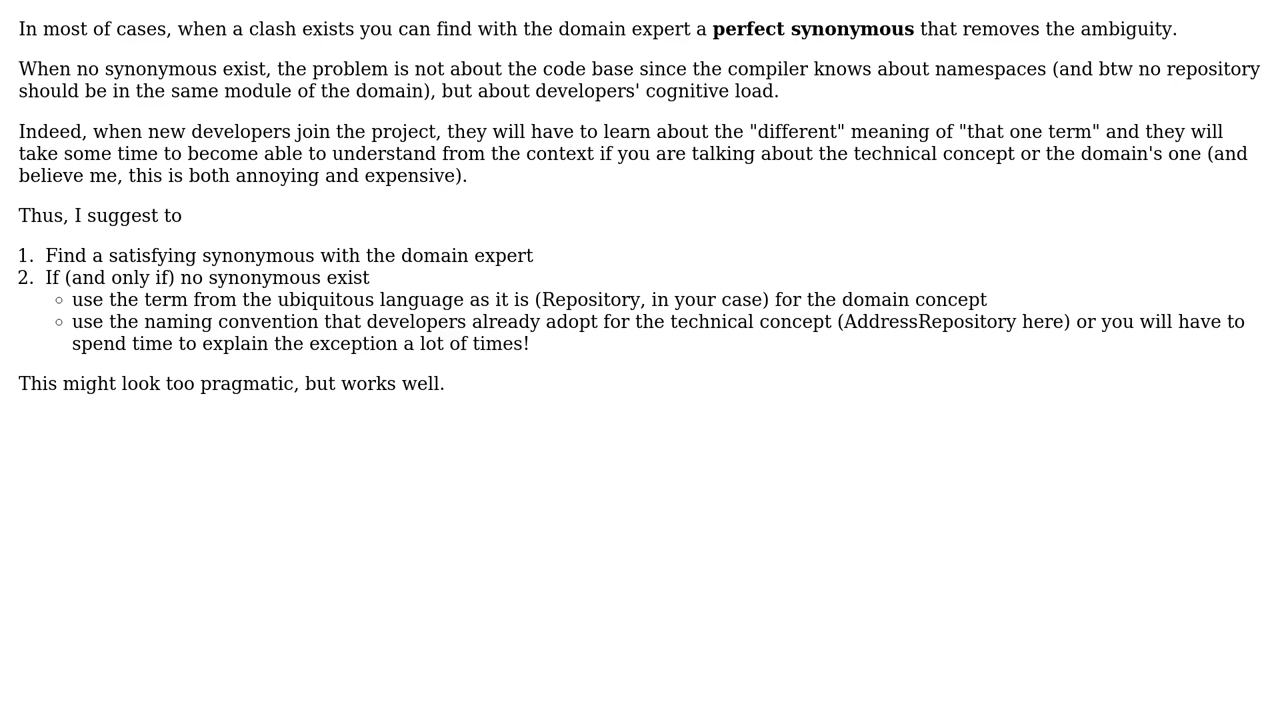 In most of cases, when a clash exists you can find with the domain expert a perfect synonymous that removes the ambiguity.
When no synonymous exist, the problem is not about the code base since the compiler knows about namespaces (and btw no repository
should be in the same module of the domain), but about developers' cognitive load.
Indeed, when new developers join the project, they will have to learn about the "different" meaning of "that one term" and they will
take some time to become able to understand from the context if you are talking about the technical concept or the domain's one (and
believe me, this is both annoying and expensive).
Thus, I suggest to
1. Find a satisfying synonymous with the domain expert
2. If (and only if) no synonymous exist
◦ use the term from the ubiquitous language as it is (Repository, in your case) for the domain concept
◦ use the naming convention that developers already adopt for the technical concept (AddressRepository here) or you will have to
spend time to explain the exception a lot of times!
This might look too pragmatic, but works well.